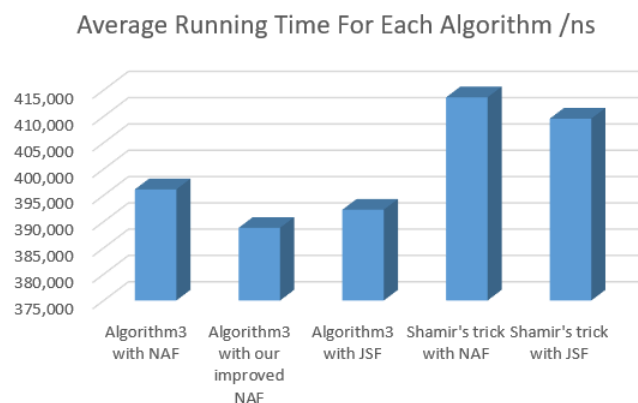 Average Running Time For Each Algorithm /ns
415,000
410,000
405,000
400,000
395,000
390,000
385,000
380,000
375,000
Algorithm3
with NAF
Algorithm3
with our
improved
NAF
Algorithm3
with JSF
Shamir's trick
with NAF
Shamir's trick
with JSF